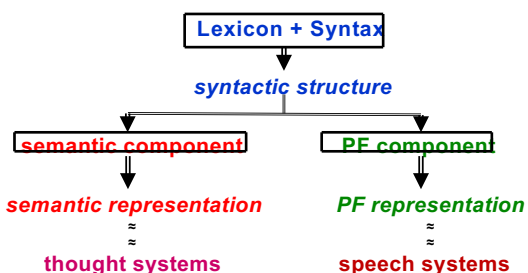 Lexicon + Syntax
syntactic structure
semantic component PF component
semantic representation PF representation
≈ ≈
≈ ≈
thought systems speech systems